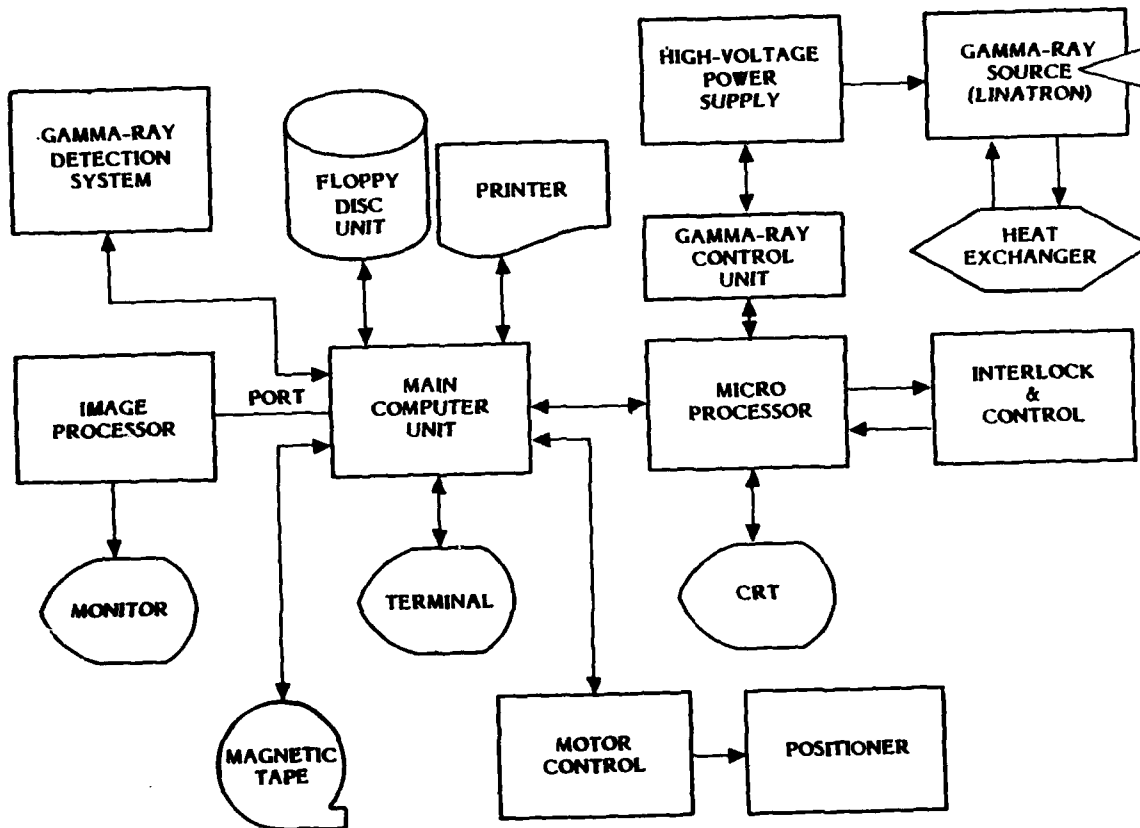 HIGH-VOLTAGE
POWER
SUPPLY
GAMMA-RAY
SOURCE
(LINATRON)
GAMMA-RAY
DETECTION
SYSTEM
FLOPPY
DISC
UNIT
PRINTER
GAMMA-RAY
CONTROL
UNIT
HEAT
EXCHANGER
IMAGE
PROCESSOR
PORT
MAIN
COMPUTER
UNIT
MICRO
PROCESSOR
INTERLOCK
&
CONTROL
MONITOR
TERMINAL
CRT
MAGNETIC
TAPE
MOTOR
CONTROL
POSITIONER